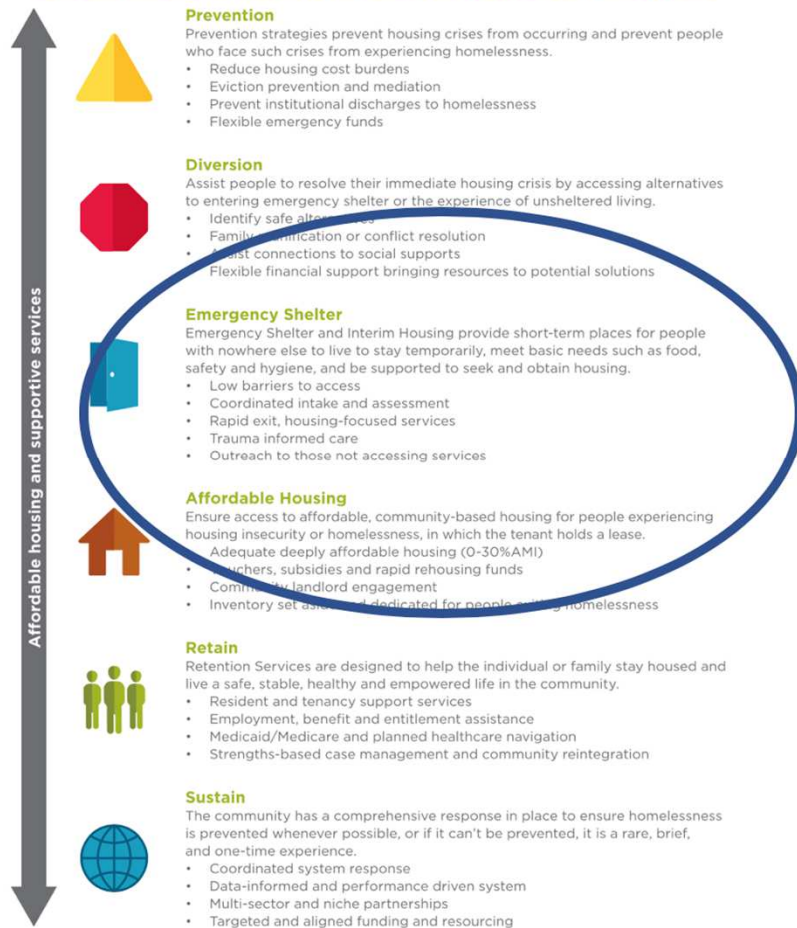 Affordable housing and supportive services
Prevention
Prevention strategies prevent housing crises from occurring and prevent people
who face such crises from experiencing homelessness.
• Reduce housing cost burdens
• Eviction prevention and mediation
• Prevent institutional discharges to homelessness
• Flexible emergency funds
Diversion
Assist people to resolve their immediate housing crisis by accessing alternatives
to entering emergency shelter or the experience of unsheltered living.
• Identify safe alternatives
• Family reunification or conflict resolution
• Assist connections to social supports
Flexible financial support bringing resources to potential solutions
Emergency Shelter
Emergency Shelter and Interim Housing provide short-term places for people
with nowhere else to live to stay temporarily, meet basic needs such as food,
safety and hygiene, and be supported to seek and obtain housing.
• Low barriers to access
• Coordinated intake and assessment
• Rapid exit, housing-focused services
• Trauma informed care
• Outreach to those not accessing services
Affordable Housing
Ensure access to affordable, community-based housing for people experiencing
housing insecurity or homelessness, in which the tenant holds a lease.
Adequate deeply affordable housing (0-30%AMI)
• Vouchers, subsidies and rapid rehousing funds
• Community landlord engagement
• Inventory set aside and dedicated for people exiting homelessness
Retain
Retention Services are designed to help the individual or family stay housed and
live a safe, stable, healthy and empowered life in the community.
• Resident and tenancy support services
• Employment, benefit and entitlement assistance
• Medicaid/Medicare and planned healthcare navigation
• Strengths-based case management and community reintegration
Sustain
The community has a comprehensive response in place to ensure homelessness
is prevented whenever possible, or if it can't be prevented, it is a rare, brief,
and one-time experience.
• Coordinated system response
• Data-informed and performance driven system
• Multi-sector and niche partnerships
• Targeted and aligned funding and resourcing